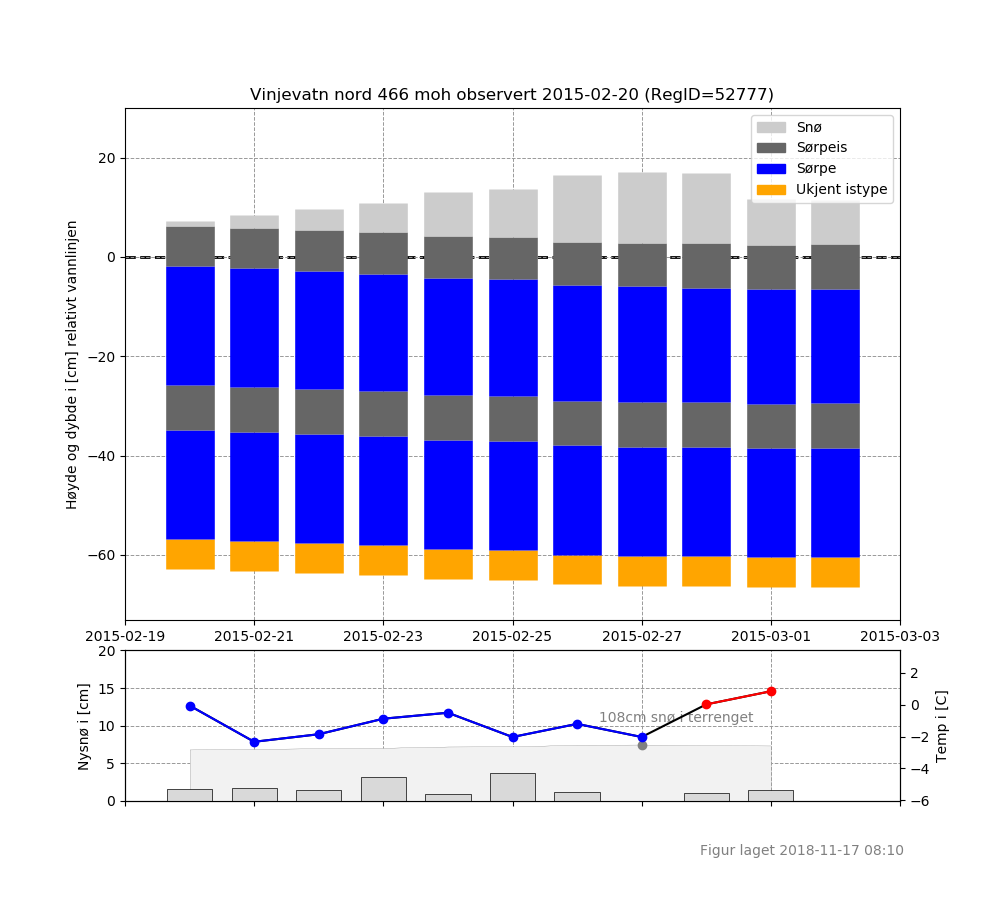 Vinjevatn nord 466 moh observert 2015-02-20 (RegID=52777)
Snø
Sørpeis
Sørpe
Ukjent istype
Høyde og dybde i [cm] relativt vannlinjen
20
0
−20
−40
−60
2015-02-19 2015-02-21 2015-02-23 2015-02-25 2015-02-27 2015-03-01 2015-03-03
Nysnø i [cm]
20
15
10
5
0
108cm snø i terrenget
2
0
−2
−4
−6
Temp i [C]
Figur laget 2018-11-17 08:10